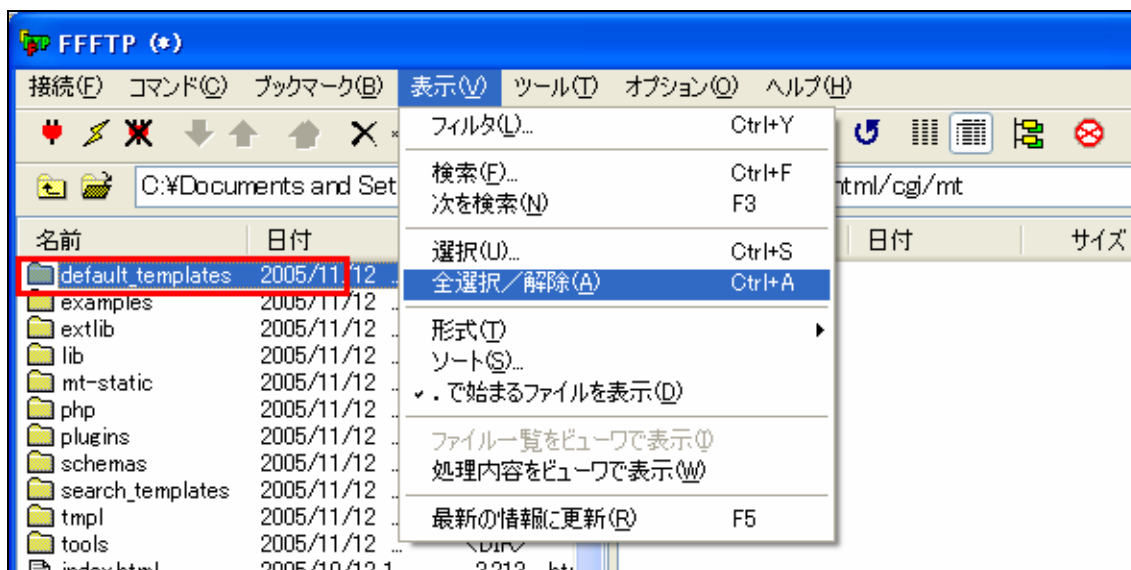 FFFTP (*)
接続(F) コマンド(C) ブックマーク(B) 表示(V) ツール(T) オプション(O) ヘルプ(H)
C:¥Documents and Set
html/cgi/mt
名前 日付
日付 サイズ
default_templates 2005/11/12 ..
examples 2005/11/12 ..
extlib 2005/11/12 ..
lib 2005/11/12 ..
mt-static 2005/11/12 ..
php 2005/11/12 ..
plugins 2005/11/12 ..
schemas 2005/11/12 ..
search_templates 2005/11/12 ..
tmpl 2005/11/12 ..
tools 2005/11/12 ... <DIR>
index.html
フィルタ(L)... Ctrl+Y
検索(F)... Ctrl+F
次を検索(N) F3
選択(U)... Ctrl+S
全選択／解除(A) Ctrl+A
形式(T)
ソート(S)...
. で始まるファイルを表示(D)
ファイル一覧をビューワで表示(I)
処理内容をビューワで表示(W)
最新の情報に更新(R) F5